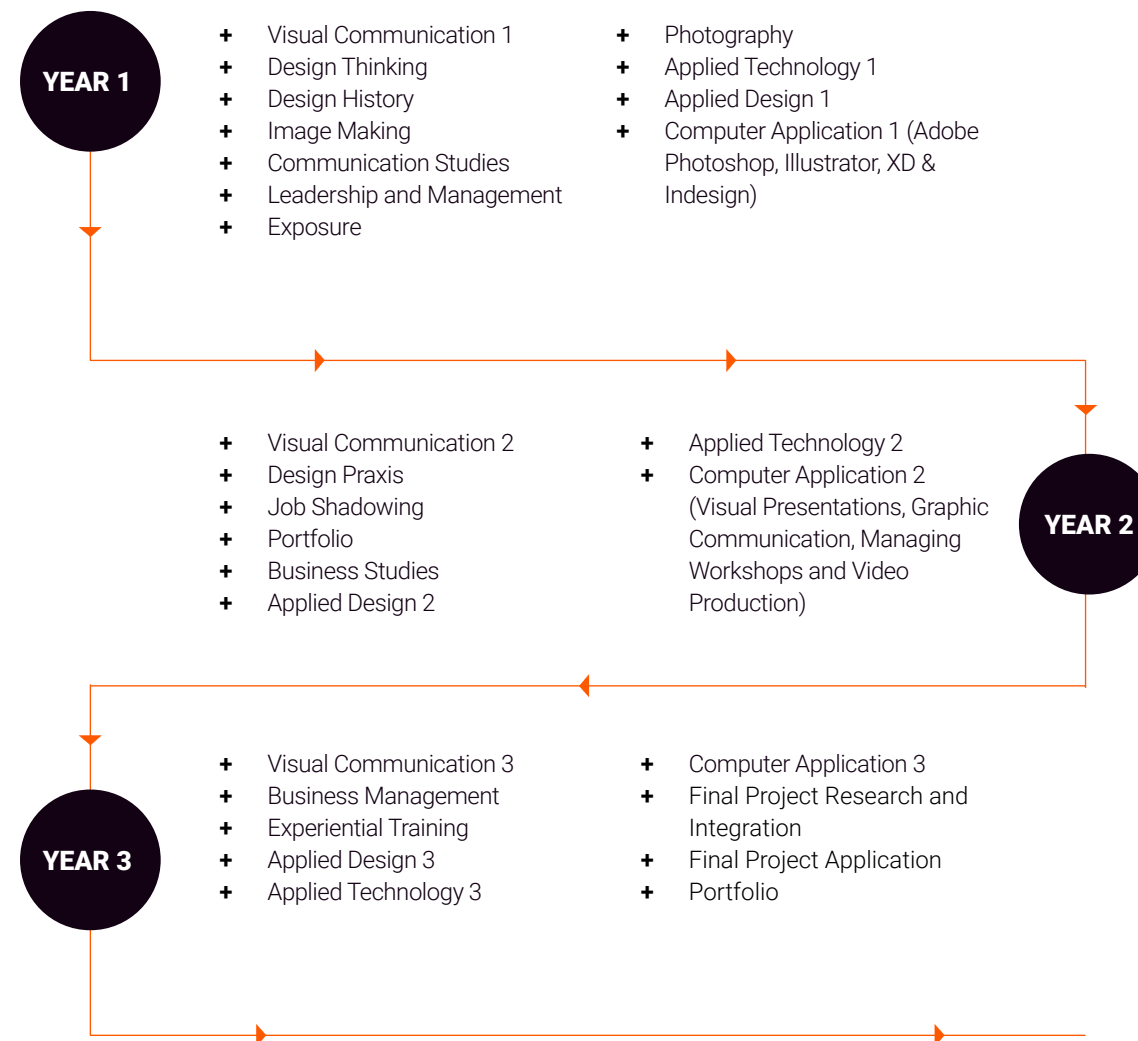 YEAR 1
+ Visual Communication 1
+ Design Thinking
+ Design History
+ Image Making
+ Communication Studies
+ Leadership and Management
+ Exposure
+ Photography
+ Applied Technology 1
+ Applied Design 1
+ Computer Application 1 (Adobe
Photoshop, Illustrator, XD &
Indesign)
+ Visual Communication 2
+ Design Praxis
+ Job Shadowing
+ Portfolio
+ Business Studies
+ Applied Design 2
+ Applied Technology 2
+ Computer Application 2
(Visual Presentations, Graphic
Communication, Managing
Workshops and Video
Production)
YEAR 2
YEAR 3
+ Visual Communication 3
+ Business Management
+ Experiential Training
+ Applied Design 3
+ Applied Technology 3
+ Computer Application 3
+ Final Project Research and
Integration
+ Final Project Application
+ Portfolio